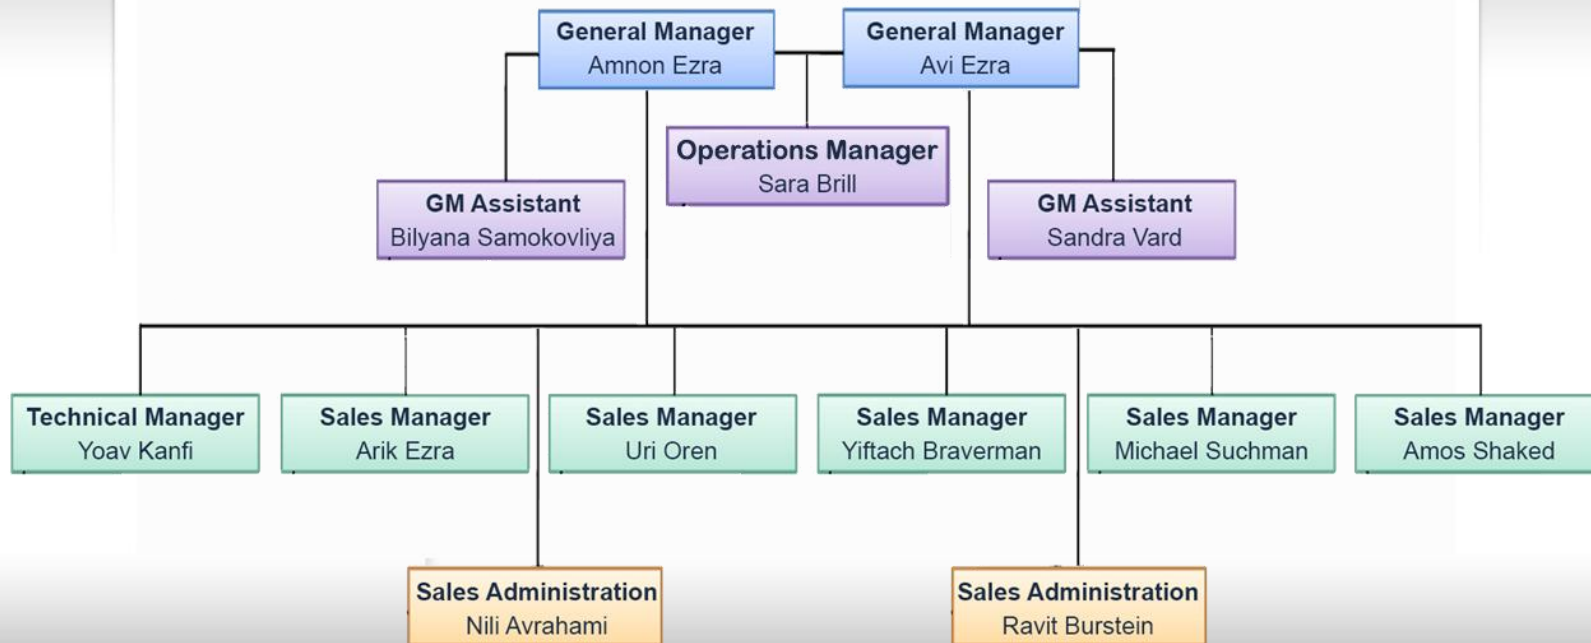 General Manager
Amnon Ezra
General Manager
Avi Ezra
Operations Manager
Sara Brill
GM Assistant
Bilyana Samokovliya
GM Assistant
Sandra Vard
Technical Manager
Yoav Kanfi
Sales Manager
Arik Ezra
Sales Manager
Uri Oren
Sales Manager
Yiftach Braverman
Sales Manager
Michael Suchman
Sales Manager
Amos Shaked
Sales Administration
Nili Avrahami
Sales Administration
Ravit Burstein